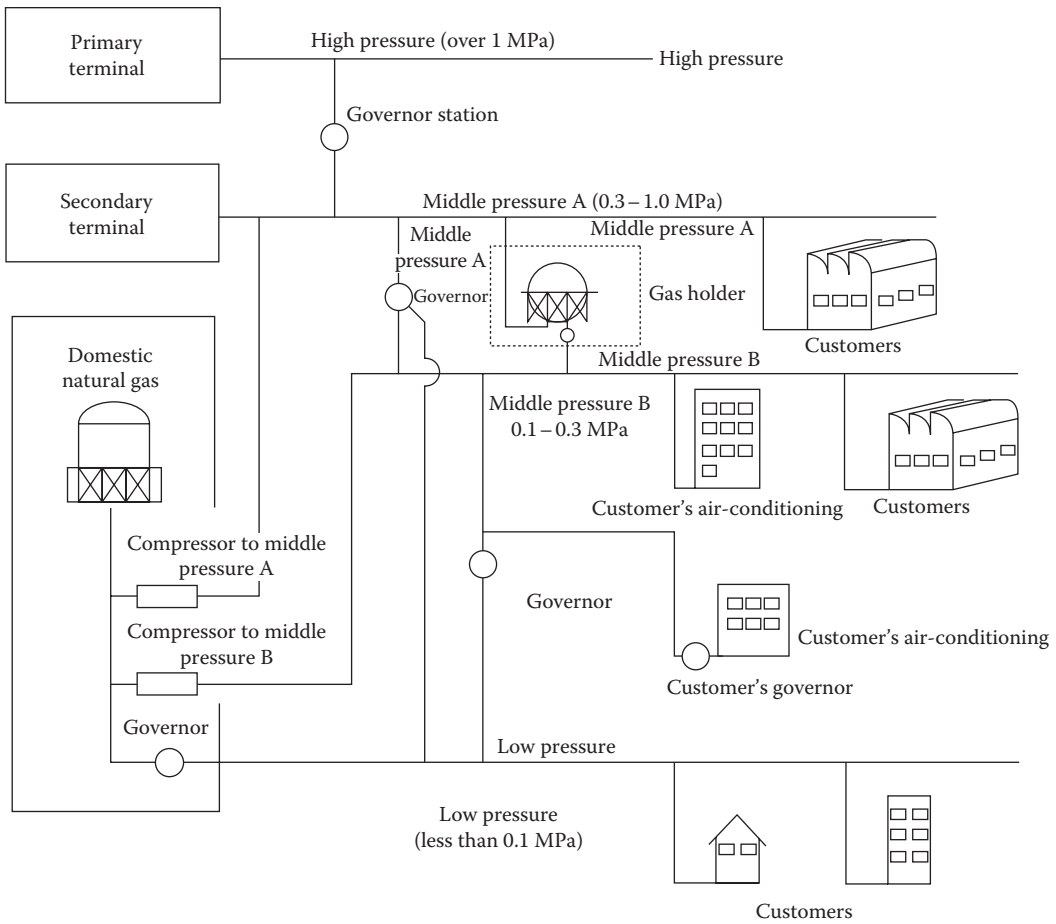 Primary
terminal
High pressure (over 1 MPa)
High pressure
Governor station
Secondary
terminal
Middle pressure A (0.3–1.0 MPa)
Middle
pressure A
Middle pressure A
Governor
Gas holder
Customers
Domestic
natural gas
Middle pressure B
Middle pressure B
0.1–0.3 MPa
Customer's air-conditioning
Customers
Compressor to middle
pressure A
Governor
Compressor to middle
pressure B
Customer's air-conditioning
Customer's governor
Governor
Low pressure
Low pressure
(less than 0.1 MPa)
Customers